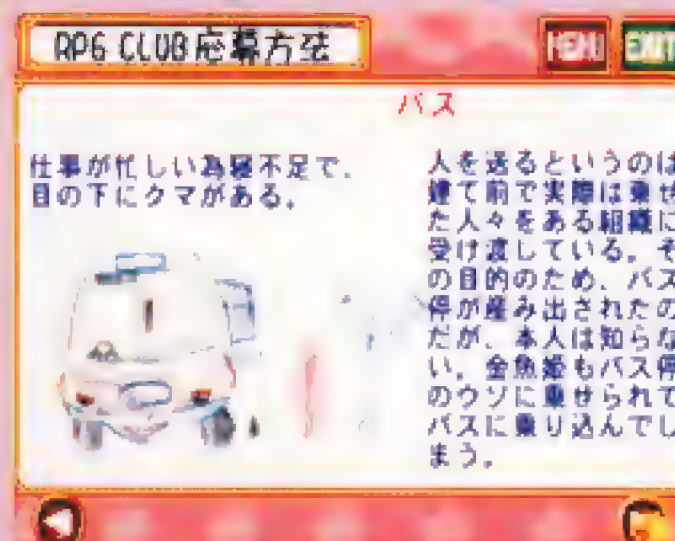 RPG CLUB応募方法
MENU
EXIT
バス
仕事が忙しい為寝不足で、
目の下にクマがある。
人を送るというのは
建て前で実際は乗せ
た人々をある組織に
受け渡している。そ
の目的のため、バス
停が産み出されたの
だが、本人は知らな
い。金魚姫もバス停
のウソに乗せられて
バスに乗り込んでし
まう。